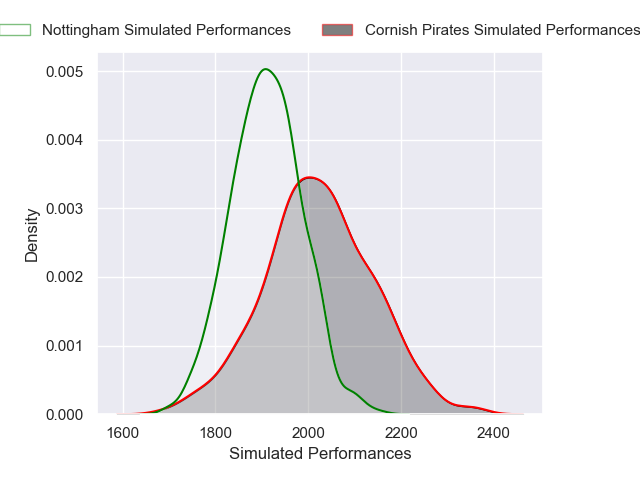 Nottingham Simulated Performances
Cornish Pirates Simulated Performances
0.005
0.004
0.003
0.002
0.001
0.000
Density
1600 1800 2000 2200 2400
Simulated Performances